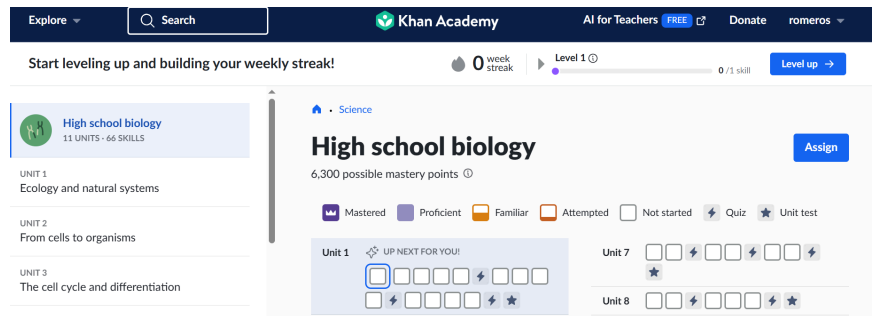 Explore
Search
Khan Academy
AI for Teachers FREE
Donate
romeros
Start leveling up and building your weekly streak!
0 week streak
Level 1
0 /1 skill
Level up →
High school biology
11 UNITS · 66 SKILLS
UNIT 1
Ecology and natural systems
UNIT 2
From cells to organisms
UNIT 3
The cell cycle and differentiation
• Science
High school biology
Assign
6,300 possible mastery points
Mastered Proficient Familiar Attempted Not started Quiz Unit test
Unit 1 UP NEXT FOR YOU!
Unit 7
Unit 8